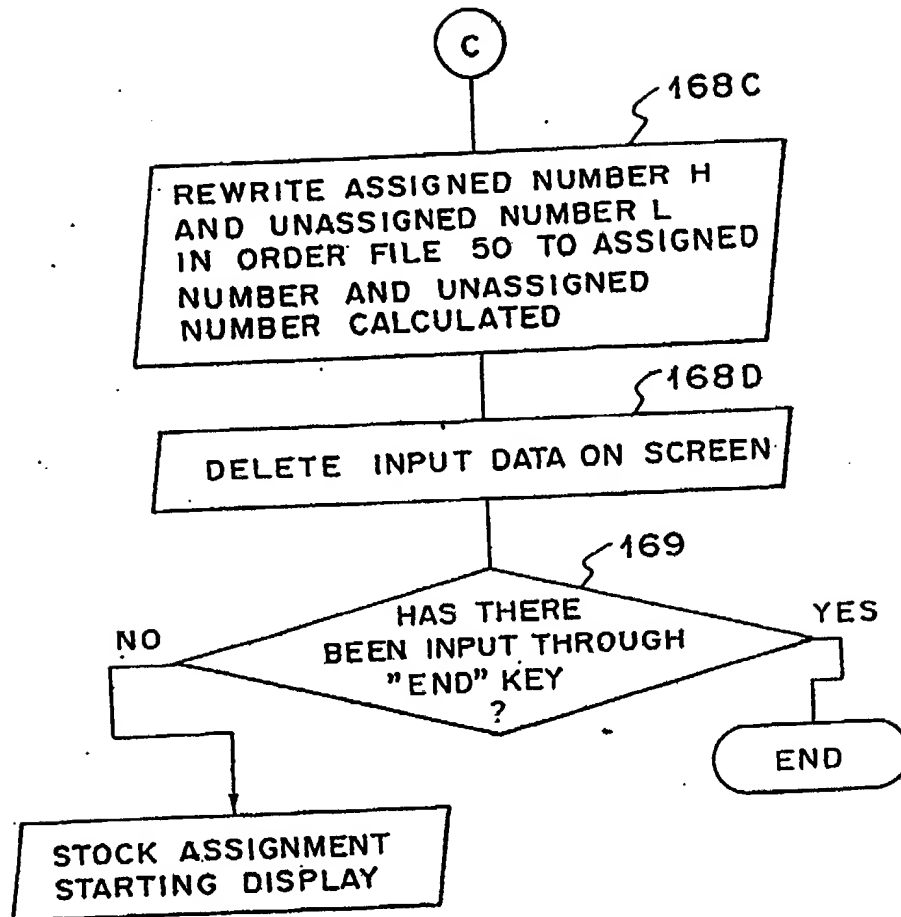 C
168C
REWRITE ASSIGNED NUMBER H
AND UNASSIGNED NUMBER L
IN ORDER FILE 50 TO ASSIGNED
NUMBER AND UNASSIGNED
NUMBER CALCULATED
168D
DELETE INPUT DATA ON SCREEN
169
HAS THERE
BEEN INPUT THROUGH
"END" KEY
?
NO
YES
END
STOCK ASSIGNMENT
STARTING DISPLAY